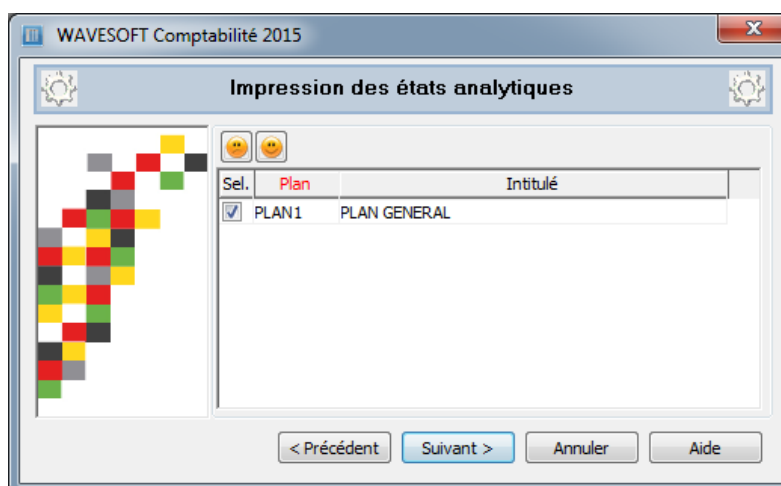 WAVESOFT Comptabilité 2015
Impression des états analytiques
Sel. Plan Intitulé
PLAN1 PLAN GENERAL
< Précédent Suivant > Annuler Aide